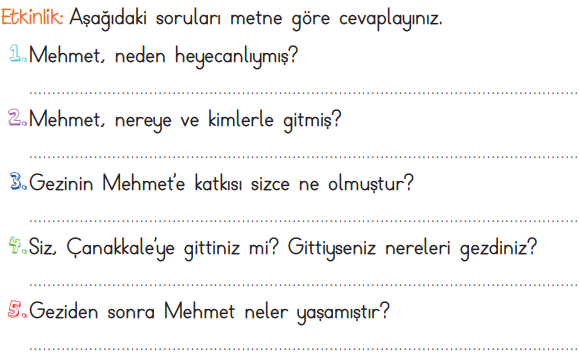 Etkinlik: Aşağıdaki soruları metne göre cevaplayınız.
1. Mehmet, neden heyecanlıymış?
2. Mehmet, nereye ve kimlerle gitmiş?
3. Gezinin Mehmet'e katkısı sizce ne olmuştur?
4. Siz, Çanakkale'ye gittiniz mi? Gittiyseniz nereleri gezdiniz?
5. Geziden sonra Mehmet neler yaşamıştır?